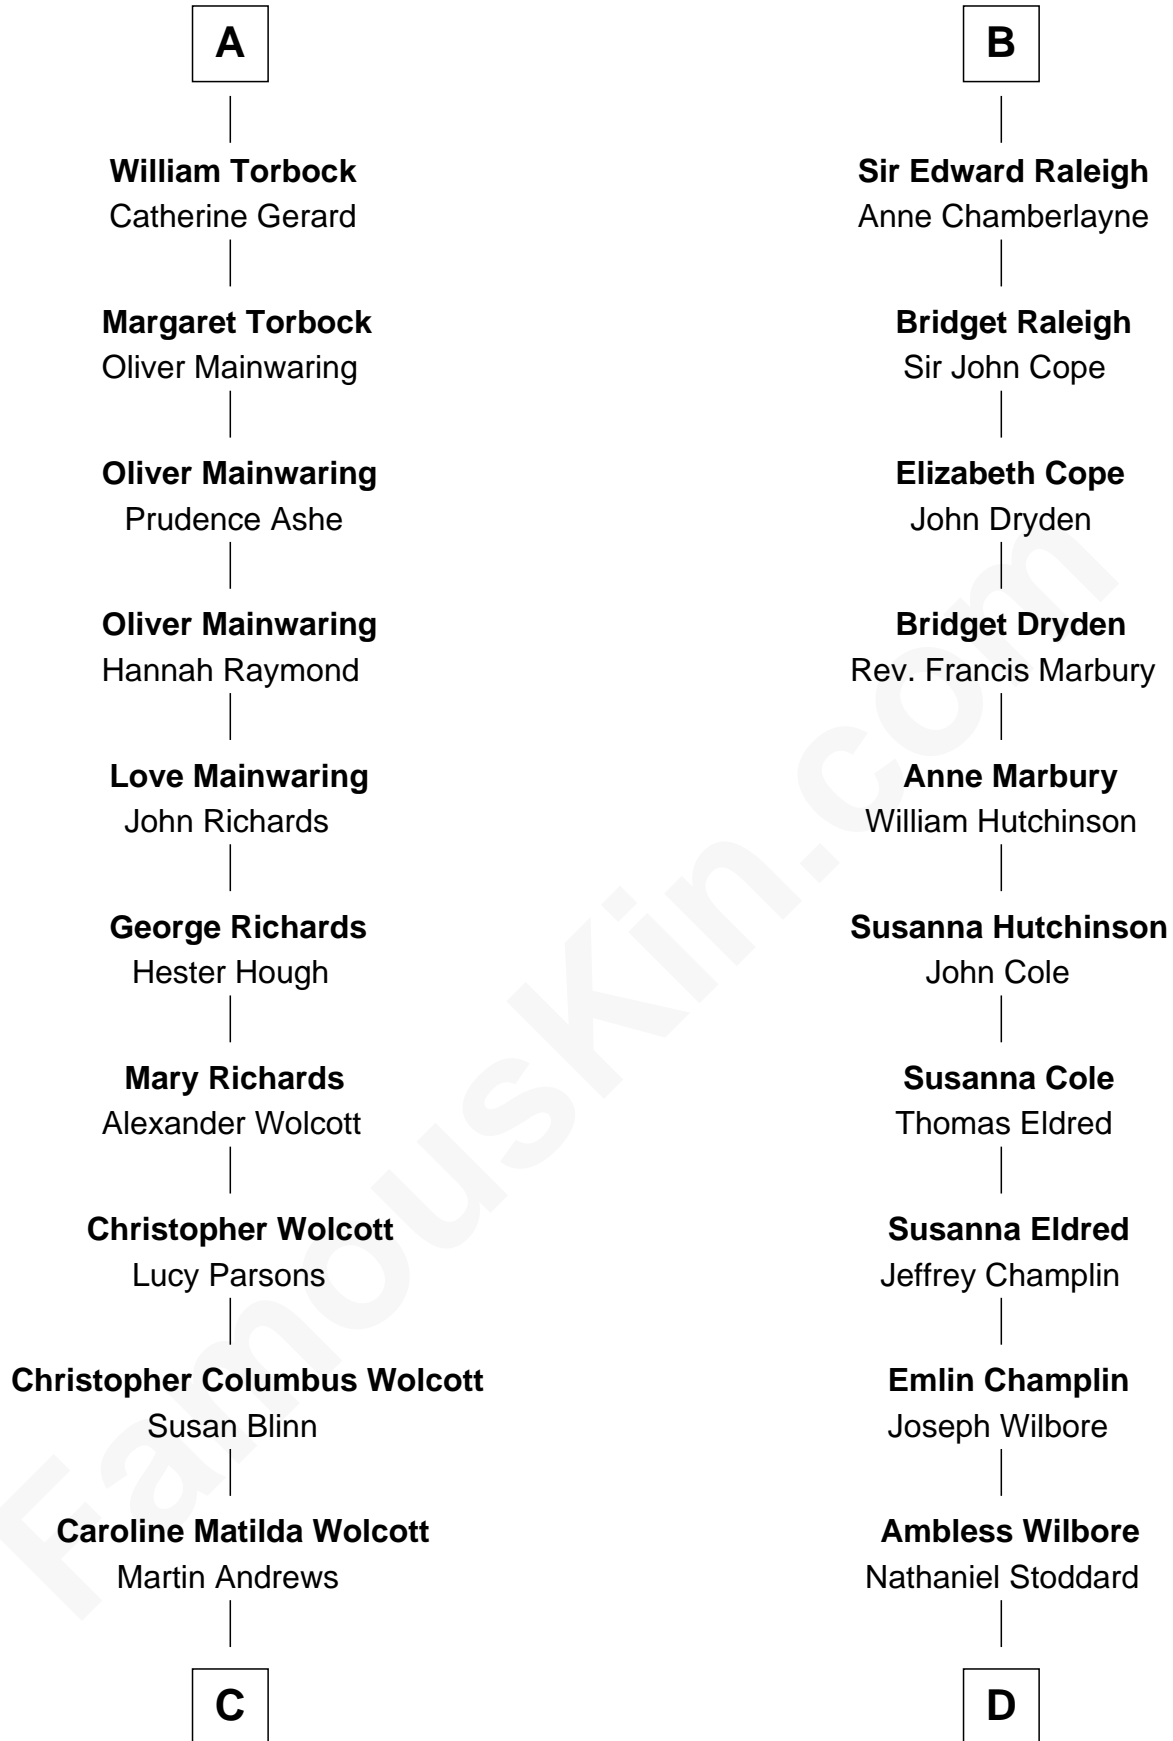 A
William Torbock
Catherine Gerard
Margaret Torbock
Oliver Mainwaring
Oliver Mainwaring
Prudence Ashe
Oliver Mainwaring
Hannah Raymond
Love Mainwaring
John Richards
George Richards
Hester Hough
Mary Richards
Alexander Wolcott
Christopher Wolcott
Lucy Parsons
Christopher Columbus Wolcott
Susan Blinn
Caroline Matilda Wolcott
Martin Andrews
C
B
Sir Edward Raleigh
Anne Chamberlayne
Bridget Raleigh
Sir John Cope
Elizabeth Cope
John Dryden
Bridget Dryden
Rev. Francis Marbury
Anne Marbury
William Hutchinson
Susanna Hutchinson
John Cole
Susanna Cole
Thomas Eldred
Susanna Eldred
Jeffrey Champlin
Emlin Champlin
Joseph Wilbore
Ambless Wilbore
Nathaniel Stoddard
D
FamousKin.com